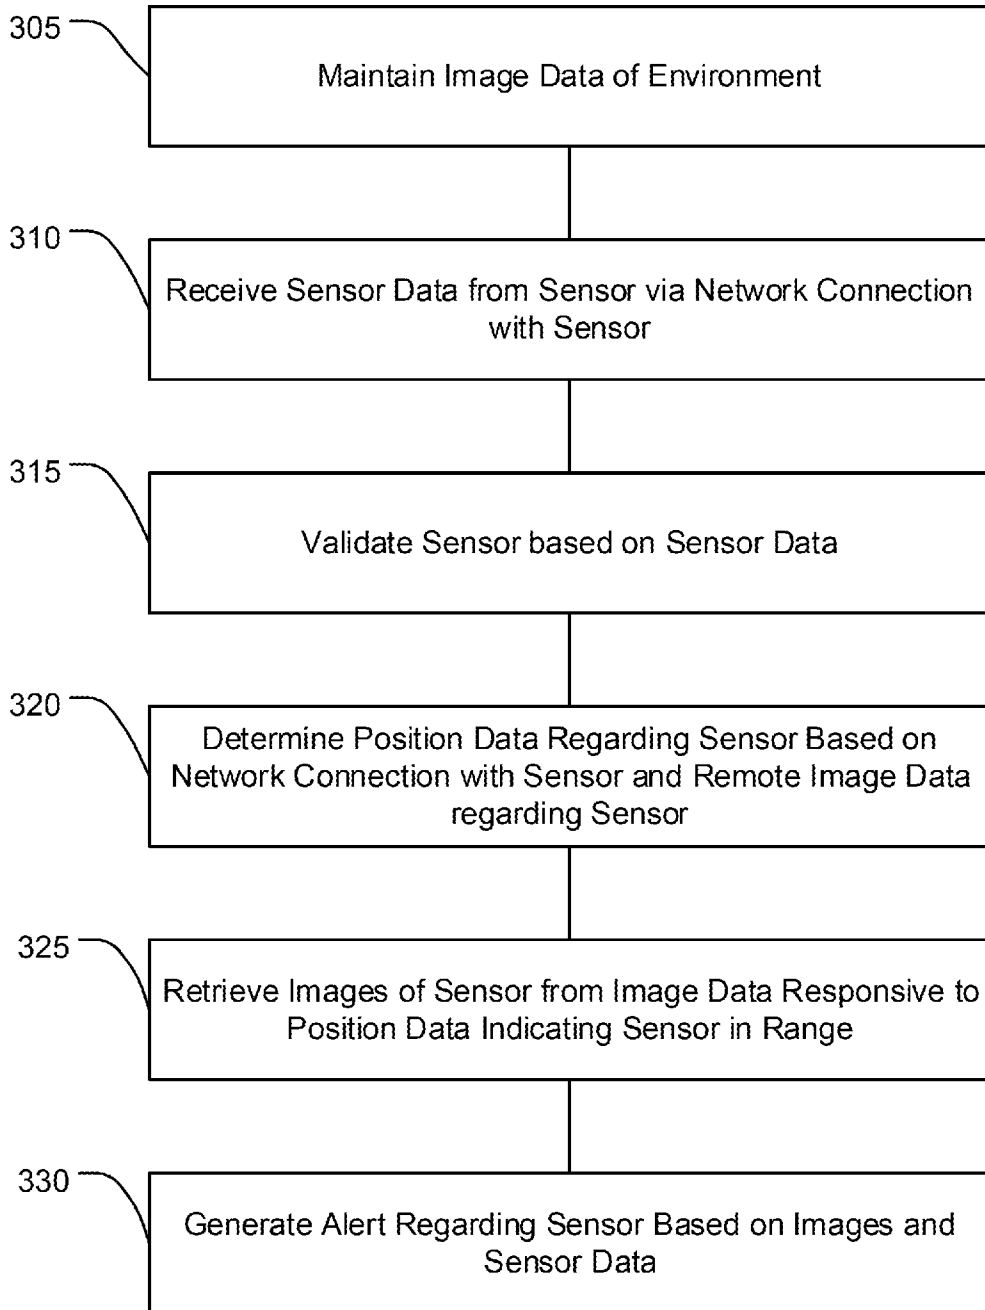 305
Maintain Image Data of Environment
310
Receive Sensor Data from Sensor via Network Connection
with Sensor
315
Validate Sensor based on Sensor Data
320
Determine Position Data Regarding Sensor Based on
Network Connection with Sensor and Remote Image Data
regarding Sensor
325
Retrieve Images of Sensor from Image Data Responsive to
Position Data Indicating Sensor in Range
330
Generate Alert Regarding Sensor Based on Images and
Sensor Data